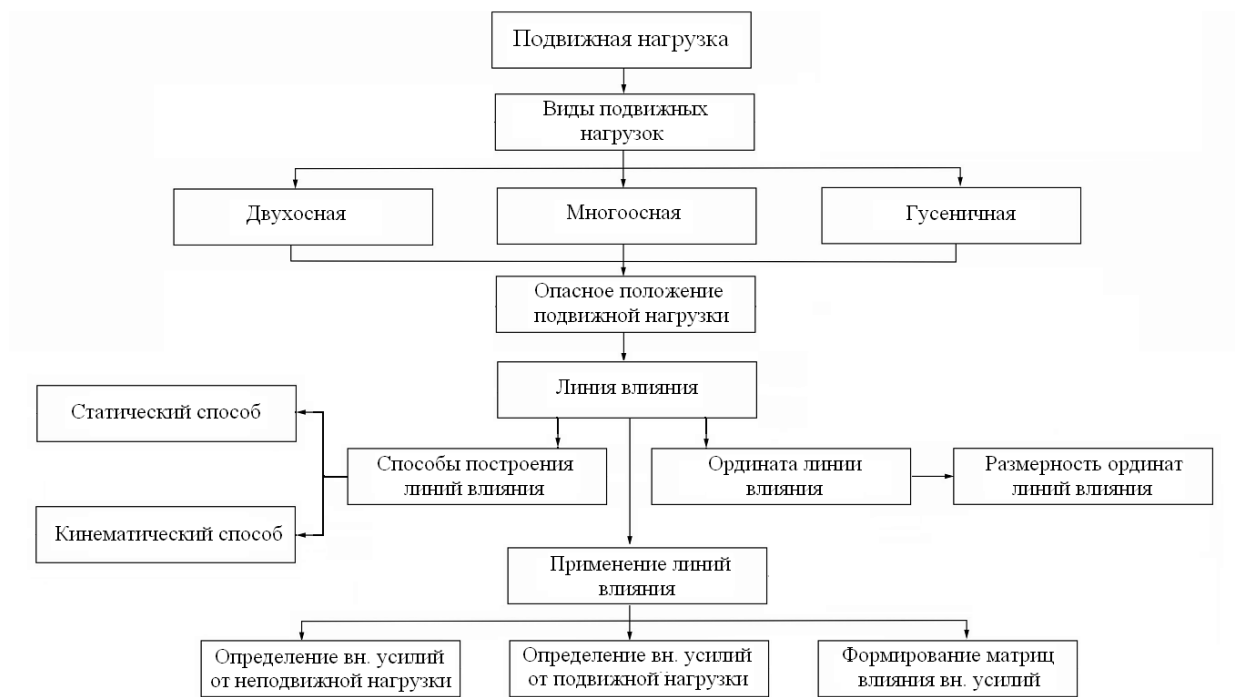 Подвижная нагрузка
Виды подвижных
нагрузок
Двухосная
Многоосная
Гусеничная
Опасное положение
подвижной нагрузки
Линия влияния
Статический способ
Способы построения
линий влияния
Ордината линии
влияния
Размерность ординат
линий влияния
Кинематический способ
Применение линий
влияния
Определение вн. усилий
от неподвижной нагрузки
Определение вн. усилий
от подвижной нагрузки
Формирование матриц
влияния вн. усилий